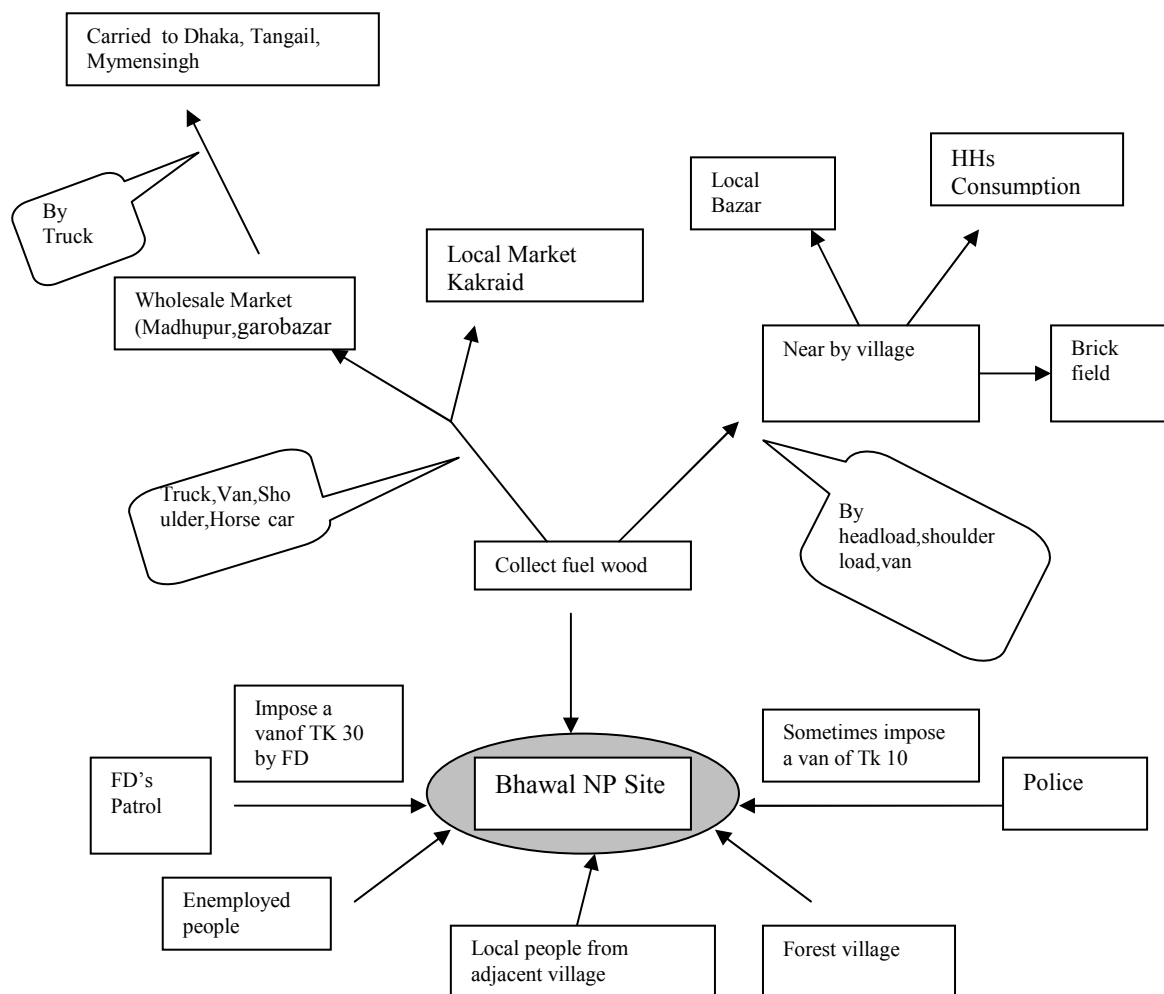 Carried to Dhaka, Tangail,
Mymensingh
HHs
Consumption
Local
Bazar
By
Truck
Local Market
Kakraid
Wholesale Market
(Madhupur,garobazar
Near by village
Brick
field
Truck,Van,Sho
ulder,Horse car
By
headload,shoulder
load,van
Collect fuel wood
Impose a
vanof TK 30
by FD
Sometimes impose
a van of Tk 10
FD's
Patrol
Bhawal NP Site
Police
Enemployed
people
Local people from
adjacent village
Forest village